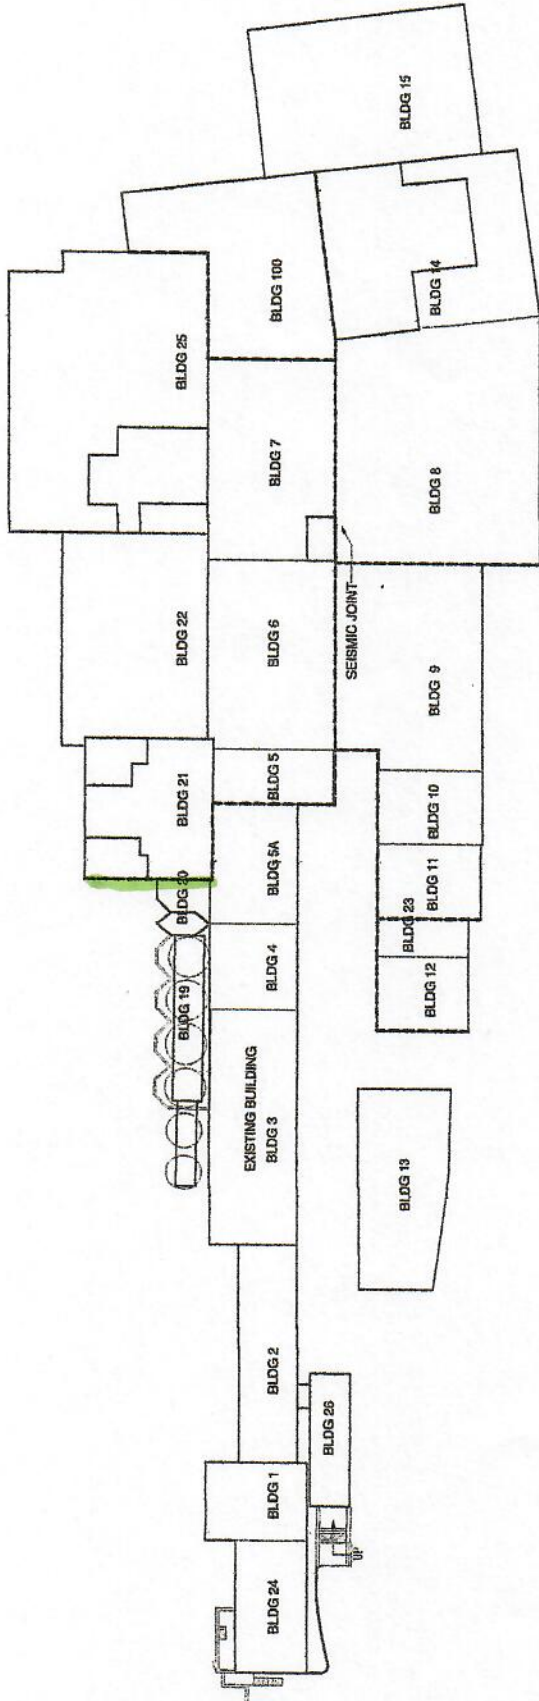 BLDG 15
BLDG 100
BLDG 14
BLDG 25
BLDG 7
BLDG 8
BLDG 22
BLDG 6
SEISMIC JOINT
BLDG 9
BLDG 21
BLDG 5
BLDG 10
BLDG 20
BLDG 5A
BLDG 11
BLDG 23
BLDG 19
BLDG 4
BLDG 12
EXISTING BUILDING
BLDG 3
BLDG 13
BLDG 2
BLDG 26
BLDG 1
UP
BLDG 24